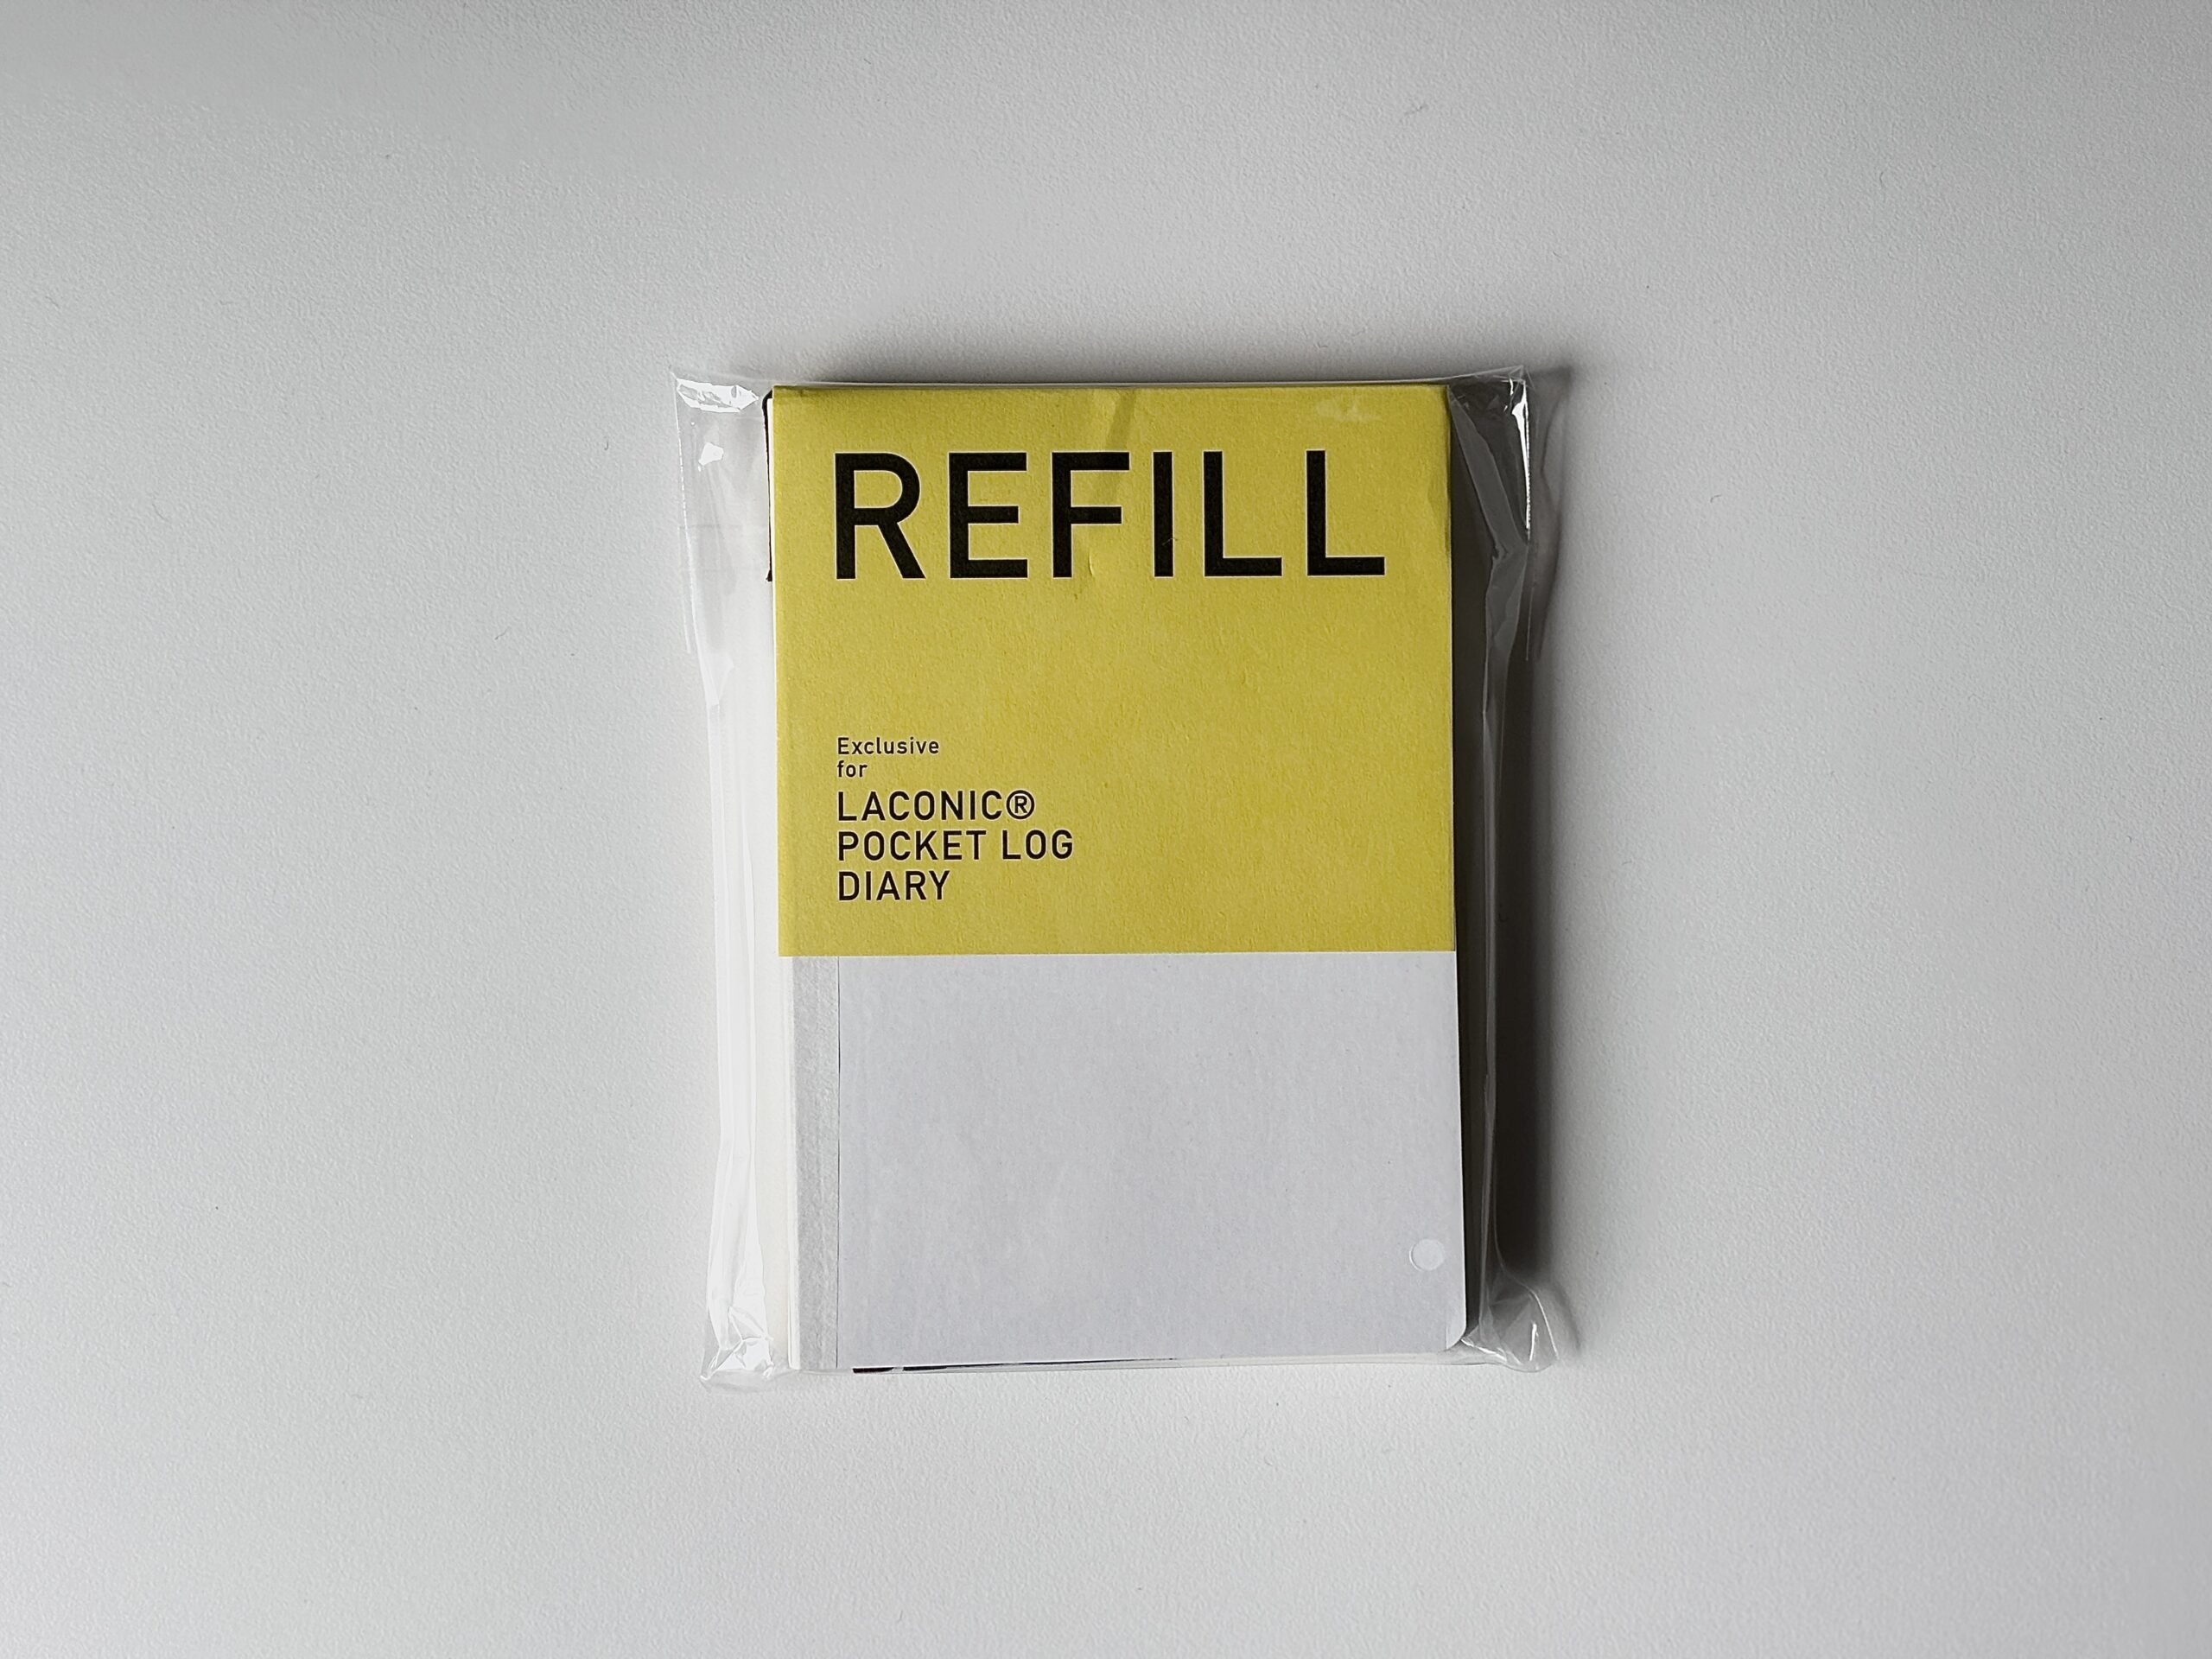 REFILL
Exclusive
for
LACONIC®
POCKET LOG
DIARY